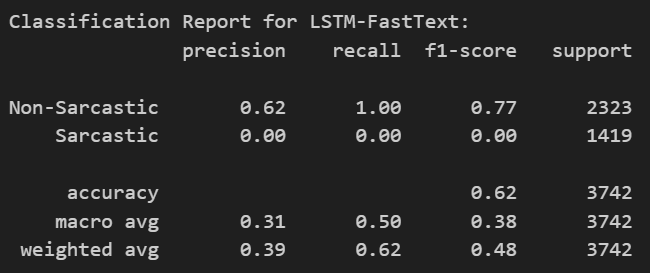 Classification Report for LSTM-FastText:
precision recall f1-score support
Non-Sarcastic 0.62 1.00 0.77 2323
Sarcastic 0.00 0.00 0.00 1419
accuracy 0.62 3742
macro avg 0.31 0.50 0.38 3742
weighted avg 0.39 0.62 0.48 3742